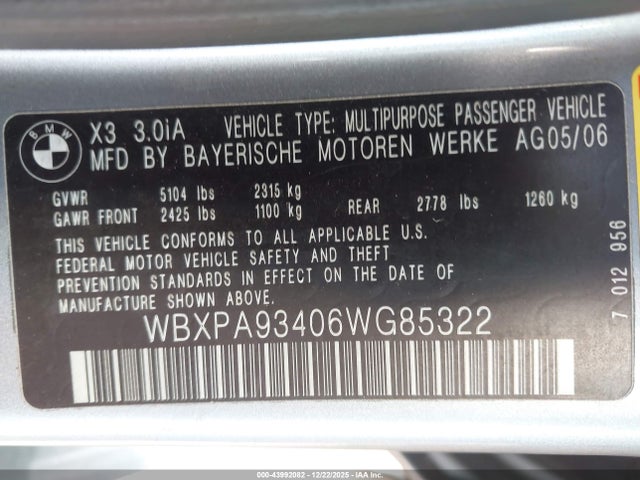 BMW
X3 3.0iA VEHICLE TYPE: MULTIPURPOSE PASSENGER VEHICLE
MFD BY BAYERISCHE MOTOREN WERKE AG05/06
GVWR 5104 lbs 2315 kg
GAWR FRONT 2425 lbs 1100 kg REAR 2778 lbs 1260 kg
THIS VEHICLE CONFORMS TO ALL APPLICABLE U.S.
FEDERAL MOTOR VEHICLE SAFETY AND THEFT
PREVENTION STANDARDS IN EFFECT ON THE DATE OF
MANUFACTURE SHOWN ABOVE.
WBXPA93406WG85322
7 012 956
000-43992082 - 12/22/2025 - IAAI.COM